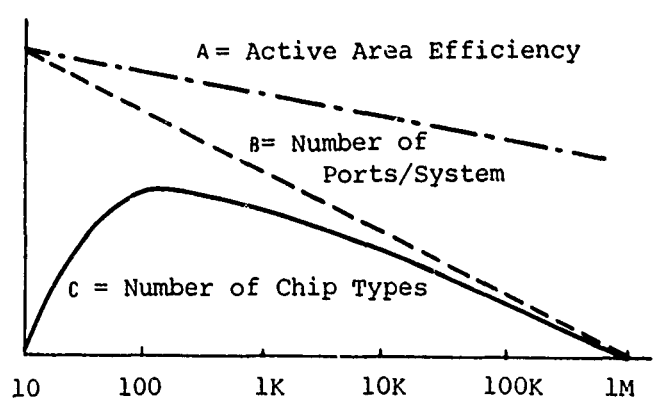 A = Active Area Efficiency
B= Number of
Ports/System
C = Number of Chip Types
10 100 1K 10K 100K 1M